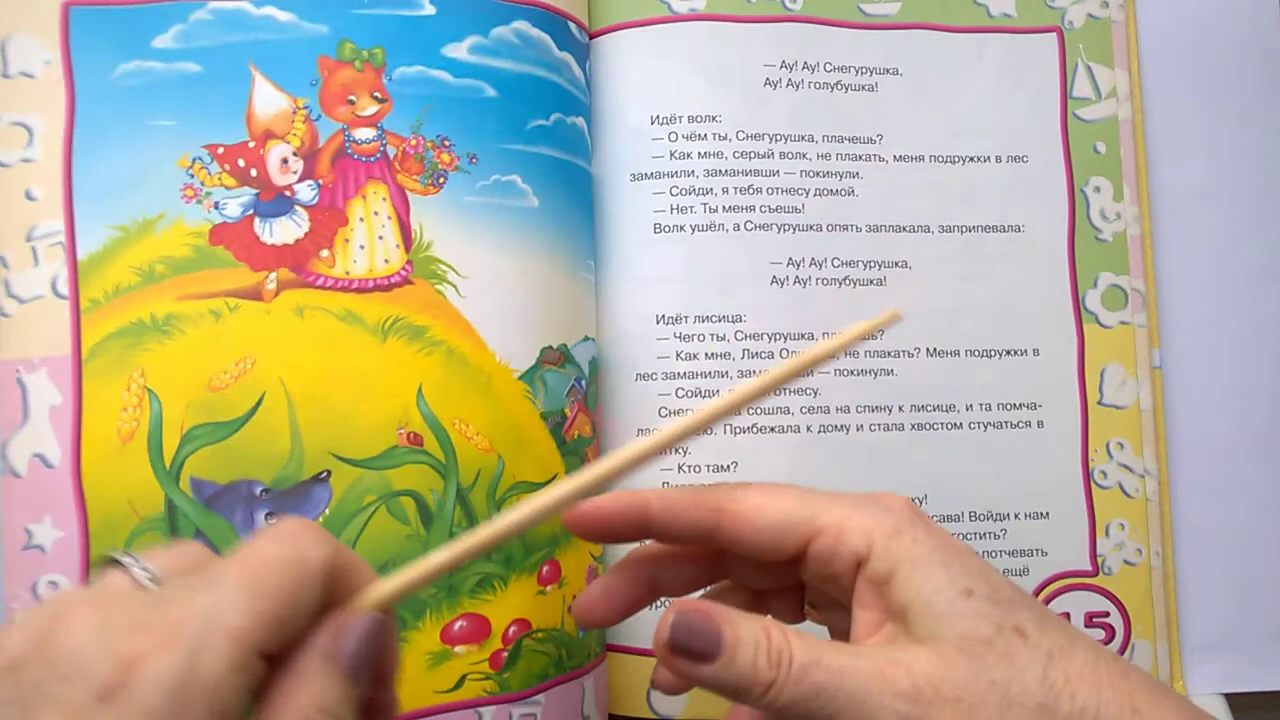 — Ау! Ау! Снегурушка,
Ау! Ау! голубушка!
Идёт волк:
— О чём ты, Снегурушка, плачешь?
— Как мне, серый волк, не плакать, меня подружки в лес
заманили, заманивши — покинули.
— Сойди, я тебя отнесу домой.
— Нет. Ты меня съешь!
Волк ушёл, а Снегурушка опять заплакала, заприпевала:
— Ау! Ау! Снегурушка,
Ау! Ау! голубушка!
Идёт лисица:
— Чего ты, Снегурушка,
— Как мне, Лиса не плакать? Меня подружки в
лес заманили, — покинули.
— Сойди, отнесу.
сошла, села на спину к лисице, и та помча-
Прибежала к дому и стала хвостом стучаться в
— Кто там?
Войди к нам
потчевать
ещё
15